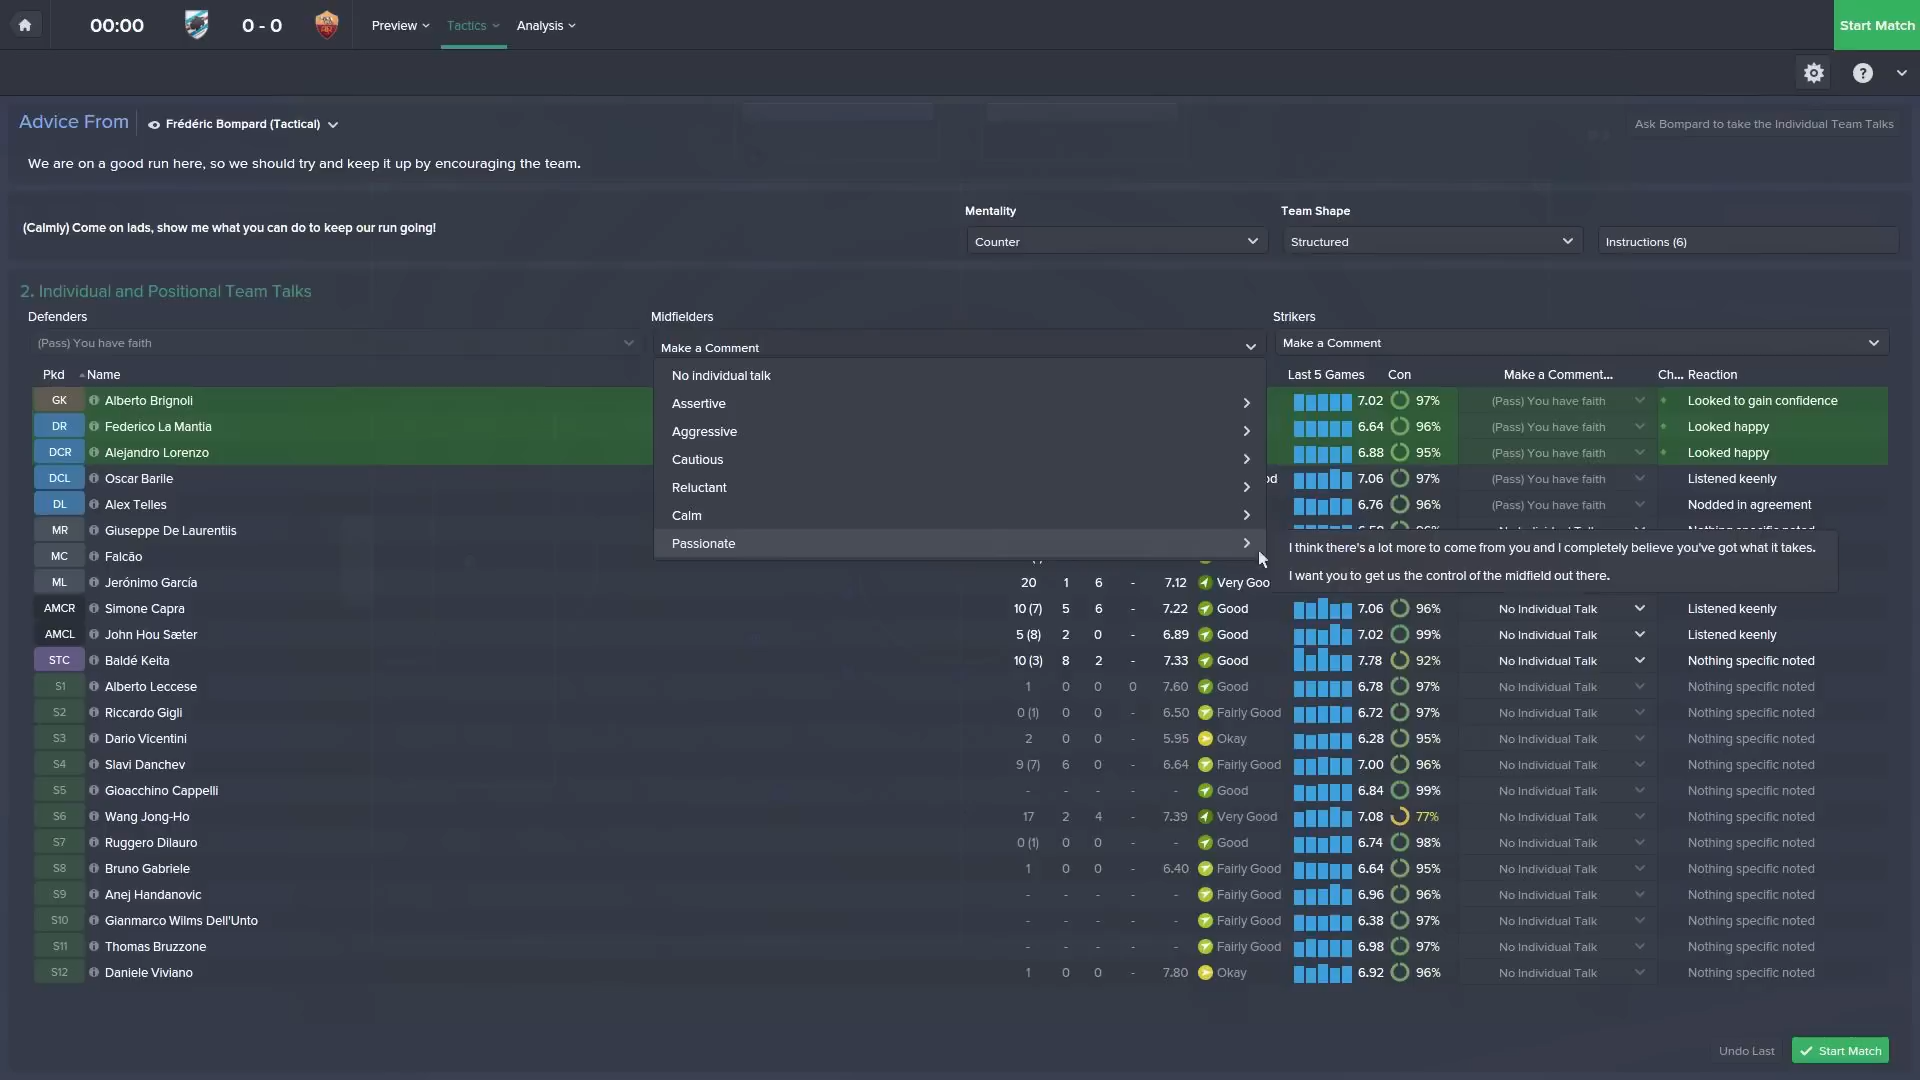 00:00 0 - 0 Preview Tactics Analysis Start Match
Advice From Frédéric Bompard (Tactical) Ask Bompard to take the Individual Team Talks
We are on a good run here, so we should try and keep it up by encouraging the team.
Mentality Team Shape
(Calmly) Come on lads, show me what you can do to keep our run going!
Counter Structured Instructions (6)
2. Individual and Positional Team Talks
Defenders Midfielders Strikers
(Pass) You have faith Make a Comment Make a Comment
No individual talk
Assertive
Aggressive
Cautious
Reluctant
Calm
Passionate
I think there's a lot more to come from you and I completely believe you've got what it takes.
I want you to get us the control of the midfield out there.
Pkd Name Last 5 Games Con Make a Comment... Ch... Reaction
GK Alberto Brignoli 7.02 97% (Pass) You have faith Looked to gain confidence
DR Federico La Mantia 6.64 96% (Pass) You have faith Looked happy
DCR Alejandro Lorenzo 6.88 95% (Pass) You have faith Looked happy
DCL Oscar Barile 7.06 97% (Pass) You have faith Listened keenly
DL Alex Telles 6.76 96% (Pass) You have faith Nodded in agreement
MR Giuseppe De Laurentiis
MC Falcão
ML Jerónimo García 20 1 6 - 7.12 Very Goo
AMCR Simone Capra 10 (7) 5 6 - 7.22 Good 7.06 96% No Individual Talk Listened keenly
AMCL John Hou Sæter 5 (8) 2 0 - 6.89 Good 7.02 99% No Individual Talk Listened keenly
STC Baldé Keita 10 (3) 8 2 - 7.33 Good 7.78 92% No Individual Talk Nothing specific noted
S1 Alberto Leccese 1 0 0 0 7.60 Good 6.78 97% No Individual Talk Nothing specific noted
S2 Riccardo Gigli 0 (1) 0 0 - 6.50 Fairly Good 6.72 97% No Individual Talk Nothing specific noted
S3 Dario Vicentini 2 0 0 - 5.95 Okay 6.28 95% No Individual Talk Nothing specific noted
S4 Slavi Danchev 9 (7) 6 0 - 6.64 Fairly Good 7.00 96% No Individual Talk Nothing specific noted
S5 Gioacchino Cappelli - - - - - Good 6.84 99% No Individual Talk Nothing specific noted
S6 Wang Jong-Ho 17 2 4 - 7.39 Very Good 7.08 77% No Individual Talk Nothing specific noted
S7 Ruggero Dilauro 0 (1) 0 0 - - Good 6.74 98% No Individual Talk Nothing specific noted
S8 Bruno Gabriele 1 0 0 - 6.40 Fairly Good 6.64 95% No Individual Talk Nothing specific noted
S9 Anej Handanovic - - - - - Fairly Good 6.96 96% No Individual Talk Nothing specific noted
S10 Gianmarco Wilms Dell'Unto - - - - - Fairly Good 6.38 97% No Individual Talk Nothing specific noted
S11 Thomas Bruzzone - - - - - Fairly Good 6.98 97% No Individual Talk Nothing specific noted
S12 Daniele Viviano 1 0 0 - 7.80 Okay 6.92 96% No Individual Talk Nothing specific noted
Undo Last Start Match